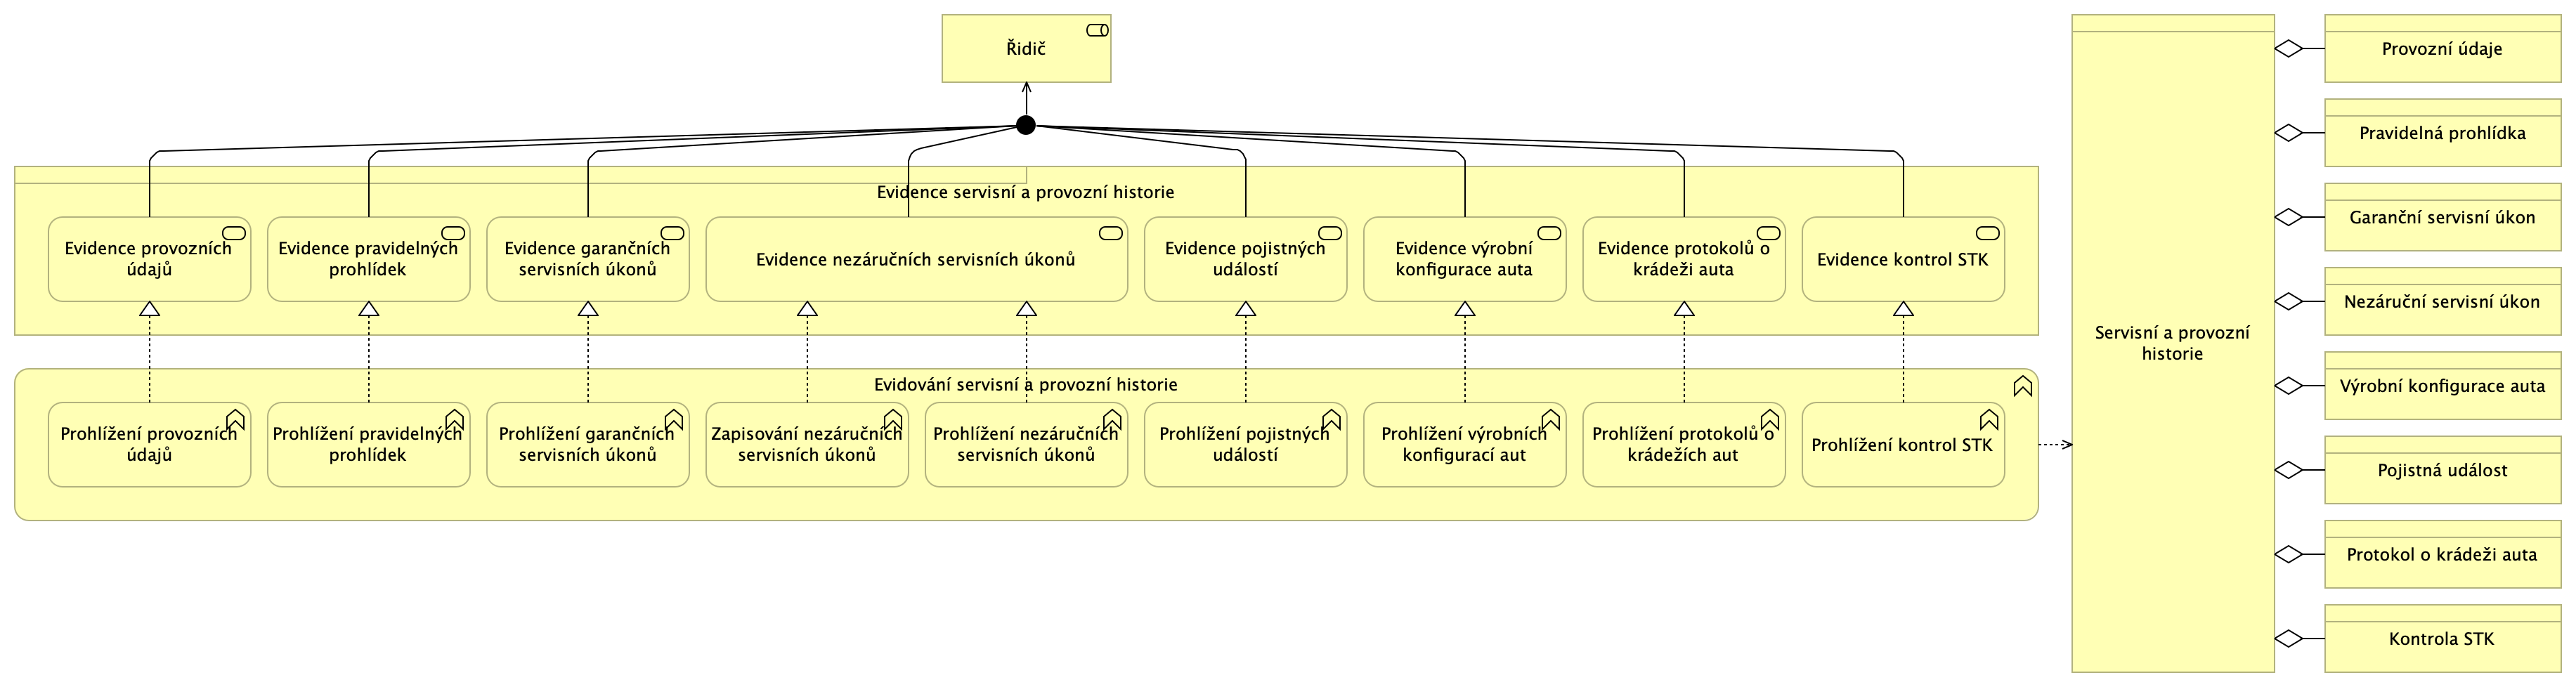 Řidič
Evidence servisní a provozní historie
Evidence provozních
údajů
Evidence pravidelných
prohlídek
Evidence garančních
servisních úkonů
Evidence nezáručních servisních úkonů
Evidence pojistných
událostí
Evidence výrobní
konfigurace auta
Evidence protokolů o
krádeži auta
Evidence kontrol STK
Evidování servisní a provozní historie
Prohlížení provozních
údajů
Prohlížení pravidelných
prohlídek
Prohlížení garančních
servisních úkonů
Zapisování nezáručních
servisních úkonů
Prohlížení nezáručních
servisních úkonů
Prohlížení pojistných
událostí
Prohlížení výrobních
konfigurací aut
Prohlížení protokolů o
krádežích aut
Prohlížení kontrol STK
Servisní a provozní
historie
Provozní údaje
Pravidelná prohlídka
Garanční servisní úkon
Nezáruční servisní úkon
Výrobní konfigurace auta
Pojistná událost
Protokol o krádeži auta
Kontrola STK